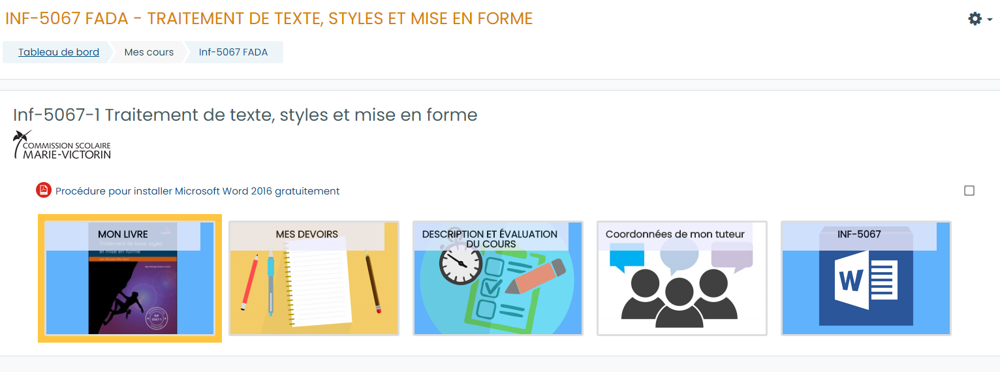 INF-5067 FADA - TRAITEMENT DE TEXTE, STYLES ET MISE EN FORME
Tableau de bord
Mes cours
Inf-5067 FADA
Inf-5067-1 Traitement de texte, styles et mise en forme
COMMISSION SCOLAIRE
MARIE-VICTORIN
Procédure pour installer Microsoft Word 2016 gratuitement
MON LIVRE
Traitement de texte, styles
et mise en forme
INF
5067-1
MES DEVOIRS
DESCRIPTION ET ÉVALUATION
DU COURS
Coordonnées de mon tuteur
INF-5067
W